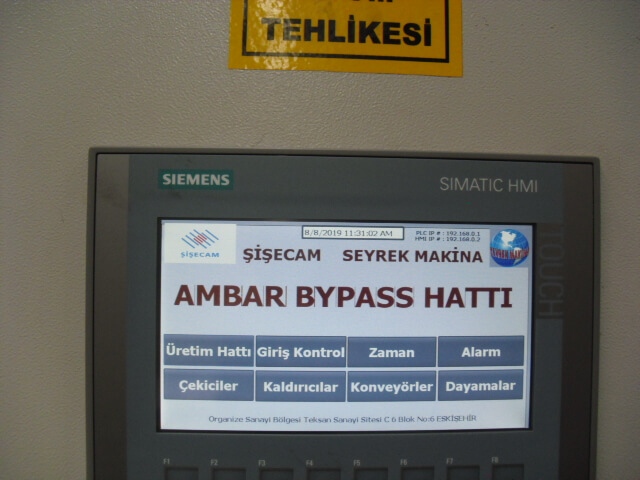 TEHLİKESİ
SIEMENS
SIMATIC HMI
TOUCH
8/8/2019 11:31:02 AM
PLC IP # : 192.168.0.1
HMI IP # : 192.168.0.2
ŞİŞECAM
ŞİŞECAM SEYREK MAKİNA
AMBAR BYPASS HATTI
Üretim Hattı Giriş Kontrol Zaman Alarm
Çekiciler Kaldırıcılar Konveyörler Dayamalar
Organize Sanayi Bölgesi Teksan Sanayi Sitesi C 6 Blok No:6 ESKİŞEHİR
F1 F2 F3 F4 F5 F6 F7 F8